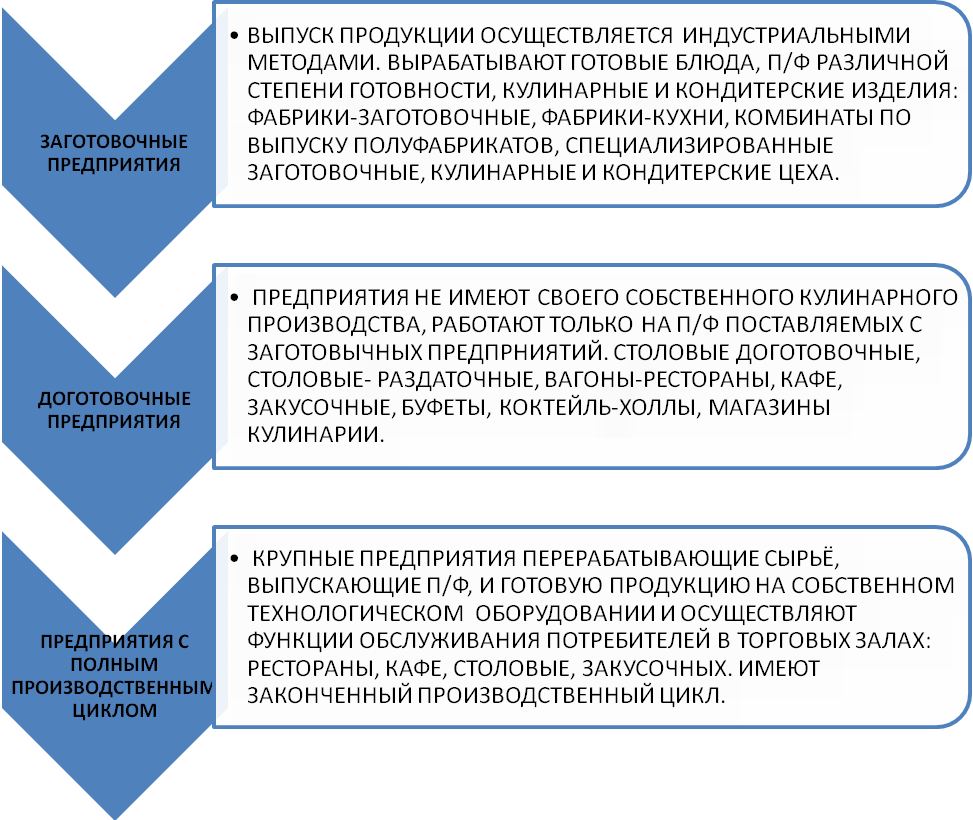 ЗАГОТОВОЧНЫЕ
ПРЕДПРИЯТИЯ
• ВЫПУСК ПРОДУКЦИИ ОСУЩЕСТВЛЯЕТСЯ ИНДУСТРИАЛЬНЫМИ
МЕТОДАМИ. ВЫРАБАТЫВАЮТ ГОТОВЫЕ БЛЮДА, П/Ф РАЗЛИЧНОЙ
СТЕПЕНИ ГОТОВНОСТИ, КУЛИНАРНЫЕ И КОНДИТЕРСКИЕ ИЗДЕЛИЯ:
ФАБРИКИ-ЗАГОТОВОЧНЫЕ, ФАБРИКИ-КУХНИ, КОМБИНАТЫ ПО
ВЫПУСКУ ПОЛУФАБРИКАТОВ, СПЕЦИАЛИЗИРОВАННЫЕ
ЗАГОТОВОЧНЫЕ, КУЛИНАРНЫЕ И КОНДИТЕРСКИЕ ЦЕХА.
ДОГОТОВОЧНЫЕ
ПРЕДПРИЯТИЯ
• ПРЕДПРИЯТИЯ НЕ ИМЕЮТ СВОЕГО СОБСТВЕННОГО КУЛИНАРНОГО
ПРОИЗВОДСТВА, РАБОТАЮТ ТОЛЬКО НА П/Ф ПОСТАВЛЯЕМЫХ С
ЗАГОТОВЫЧНЫХ ПРЕДПРНИЯТИЙ. СТОЛОВЫЕ ДОГОТОВОЧНЫЕ,
СТОЛОВЫЕ- РАЗДАТОЧНЫЕ, ВАГОНЫ-РЕСТОРАНЫ, КАФЕ,
ЗАКУСОЧНЫЕ, БУФЕТЫ, КОКТЕЙЛЬ-ХОЛЛЫ, МАГАЗИНЫ
КУЛИНАРИИ.
ПРЕДПРИЯТИЯ С
ПОЛНЫМ
ПРОИЗВОДСТВЕННЫМ
ЦИКЛОМ
• КРУПНЫЕ ПРЕДПРИЯТИЯ ПЕРЕРАБАТЫВАЮЩИЕ СЫРЬЁ,
ВЫПУСКАЮЩИЕ П/Ф, И ГОТОВУЮ ПРОДУКЦИЮ НА СОБСТВЕННОМ
ТЕХНОЛОГИЧЕСКОМ ОБОРУДОВАНИИ И ОСУЩЕСТВЛЯЮТ
ФУНКЦИИ ОБСЛУЖИВАНИЯ ПОТРЕБИТЕЛЕЙ В ТОРГОВЫХ ЗАЛАХ:
РЕСТОРАНЫ, КАФЕ, СТОЛОВЫЕ, ЗАКУСОЧНЫХ. ИМЕЮТ
ЗАКОНЧЕННЫЙ ПРОИЗВОДСТВЕННЫЙ ЦИКЛ.